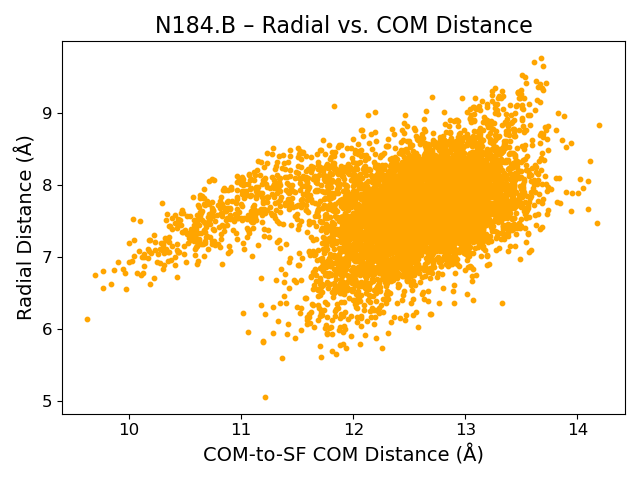 N184.B – Radial vs. COM Distance
Radial Distance (Å)
9
8
7
6
5
10 11 12 13 14
COM-to-SF COM Distance (Å)